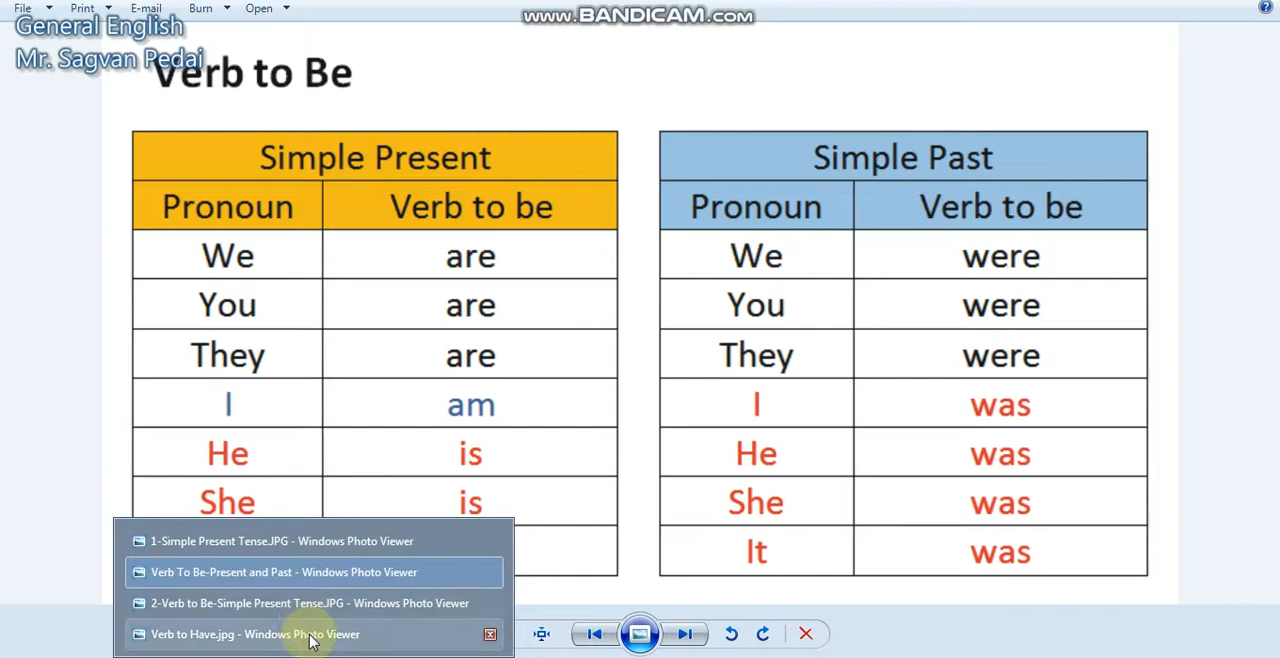 File Print E-mail Burn Open
www.BANDICAM.com
General English
Mr. Sagvan Pedai
Verb to Be
Simple Present
Pronoun Verb to be
We are
You are
They are
I am
He is
She is
Simple Past
Pronoun Verb to be
We were
You were
They were
I was
He was
She was
It was
1-Simple Present Tense.JPG - Windows Photo Viewer
Verb To Be-Present and Past - Windows Photo Viewer
2-Verb to Be-Simple Present Tense.JPG - Windows Photo Viewer
Verb to Have.jpg - Windows Photo Viewer